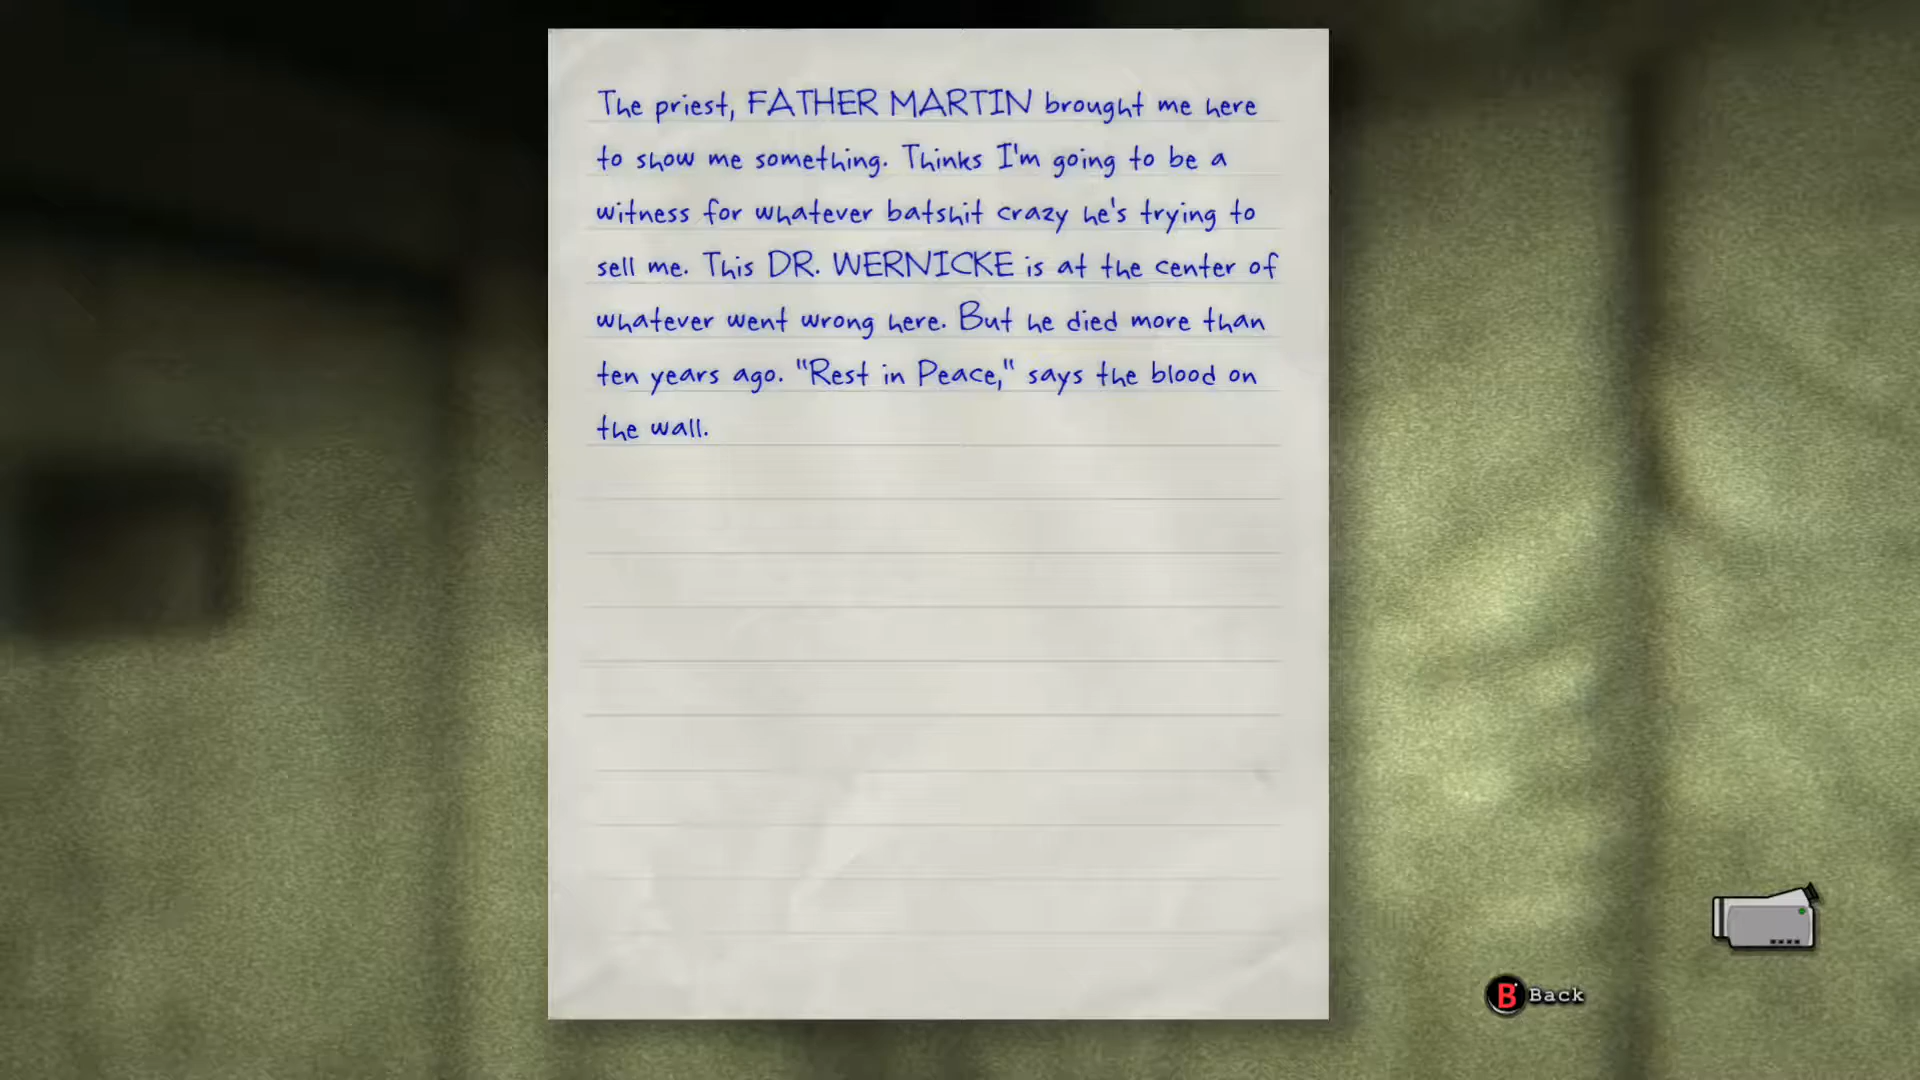 The priest, FATHER MARTIN brought me here
to show me something. Thinks I'm going to be a
witness for whatever batshit crazy he's trying to
sell me. This DR. WERNICKE is at the center of
whatever went wrong here. But he died more than
ten years ago. "Rest in Peace," says the blood on
the wall.
B Back